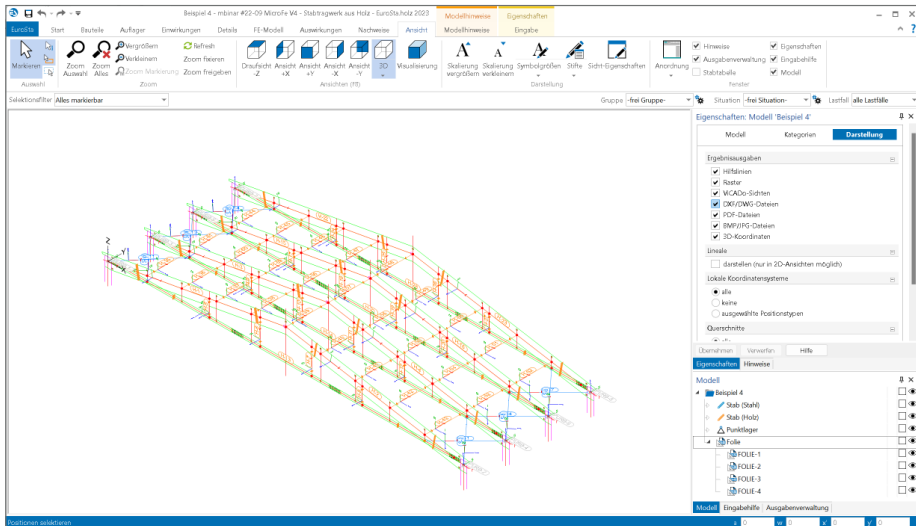 Beispiel 4 - mbinar #22-09 MicroFe V4 - Stabtragwerk aus Holz - EuroSta.holz 2023
Modellhinweise
Eigenschaften
EuroSta
Start
Bauteile
Auflager
Einwirkungen
Details
FE-Modell
Auswirkungen
Nachweise
Ansicht
Modellhinweise
Eingabe
Markieren
Zoom Auswahl
Zoom Alles
Vergrößern
Verkleinern
Zoom Markierung
Refresh
Zoom fixieren
Zoom freigeben
Draufsicht -Z
Ansicht +X
Ansicht +Y
Ansicht -X
Ansicht -Y
3D
Visualisierung
Skalierung vergrößern
Skalierung verkleinern
Symbolgrößen
Stifte
Sicht-Eigenschaften
Anordnung
Hinweise
Ausgabenverwaltung
Stabtabelle
Eigenschaften
Eingabehilfe
Modell
Auswahl
Zoom
Ansichten (F8)
Darstellung
Fenster
Selektionsfilter Alles markierbar
Gruppe -frei Gruppe-
Situation -frei Situation-
Lastfall alle Lastfälle
Eigenschaften: Modell 'Beispiel 4'
Modell
Kategorien
Darstellung
Ergebnisausgaben
Hilfslinien
Raster
ViCADo-Sichten
DXF/DWG-Dateien
PDF-Dateien
BMP/JPG-Dateien
3D-Koordinaten
Lineale
darstellen (nur in 2D-Ansichten möglich)
Lokale Koordinatensysteme
alle
keine
ausgewählte Positionstypen
Querschnitte
Übernehmen
Verwerfen
Hilfe
Eigenschaften
Hinweise
Modell
Beispiel 4
Stab (Stahl)
Stab (Holz)
Punktlager
Folie
FOLIE-1
FOLIE-2
FOLIE-3
FOLIE-4
Modell
Eingabehilfe
Ausgabenverwaltung
Z
Y
X
Positionen selektieren
z 0
w 0
x' 0
y' 0